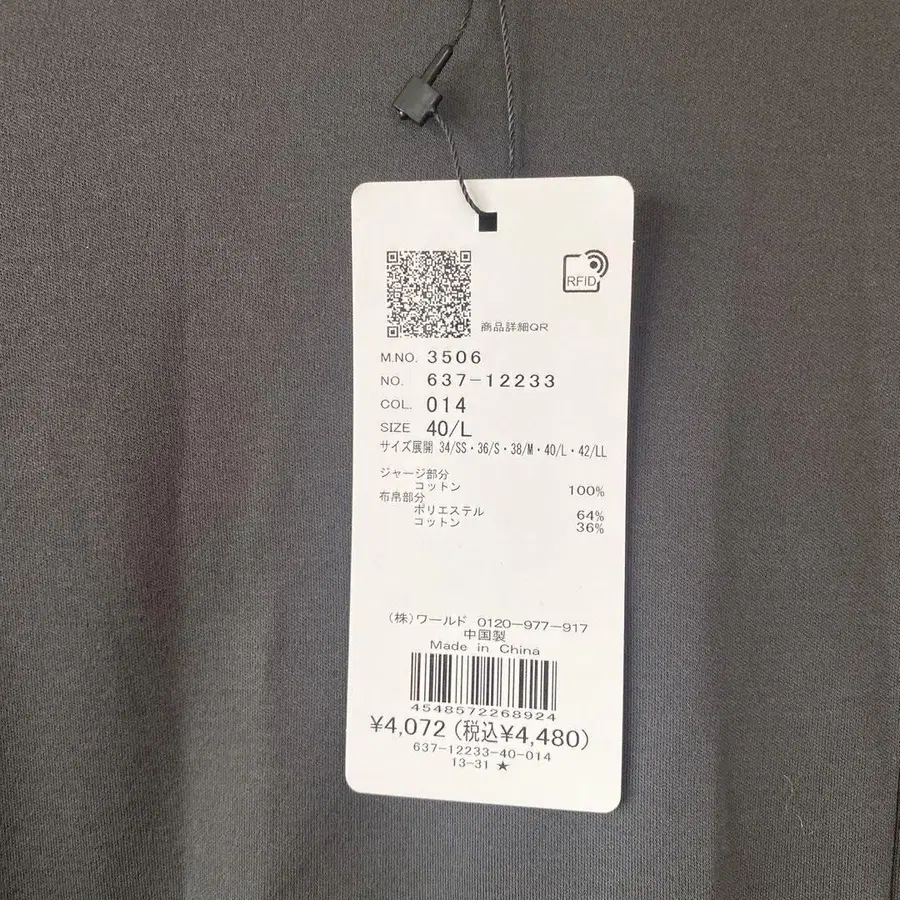 RFID
商品詳細QR
M.NO. 3506
NO. 637-12233
COL. 014
SIZE 40/L
サイズ展開 34/SS・36/S・38/M・40/L・42/LL
ジャージ部分
コットン 100%
布帛部分
ポリエステル 64%
コットン 36%
(株)ワールド 0120-977-917
中国製
Made in China
4548572268924
¥4,072(税込¥4,480)
637-12233-40-014
13-31 ★